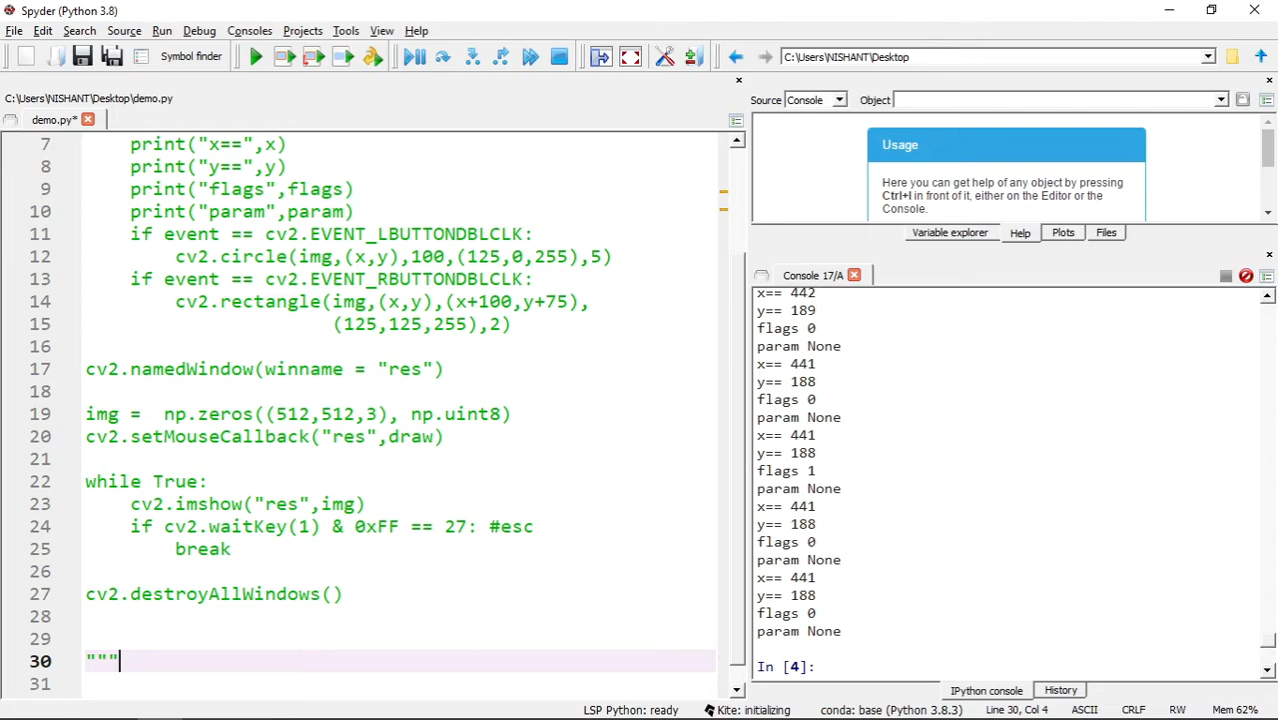 Spyder (Python 3.8)
File Edit Search Source Run Debug Consoles Projects Tools View Help
Symbol finder
C:\Users\NISHANT\Desktop
C:\Users\NISHANT\Desktop\demo.py
demo.py*
7 print("x==",x)
8 print("y==",y)
9 print("flags",flags)
10 print("param",param)
11 if event == cv2.EVENT_LBUTTONDBLCLK:
12 cv2.circle(img,(x,y),100,(125,0,255),5)
13 if event == cv2.EVENT_RBUTTONDBLCLK:
14 cv2.rectangle(img,(x,y),(x+100,y+75),
15 (125,125,255),2)
16
17 cv2.namedWindow(winname = "res")
18
19 img =  np.zeros((512,512,3), np.uint8)
20 cv2.setMouseCallback("res",draw)
21
22 while True:
23 cv2.imshow("res",img)
24 if cv2.waitKey(1) & 0xFF == 27: #esc
25 break
26
27 cv2.destroyAllWindows()
28
29
30 """
31
Source Console Object
Usage
Here you can get help of any object by pressing
Ctrl+I in front of it, either on the Editor or the
Console.
Variable explorer Help Plots Files
Console 17/A
x== 442
y== 189
flags 0
param None
x== 441
y== 188
flags 0
param None
x== 441
y== 188
flags 1
param None
x== 441
y== 188
flags 0
param None
x== 441
y== 188
flags 0
param None
In [4]:
IPython console History
LSP Python: ready Kite: initializing conda: base (Python 3.8.3) Line 30, Col 4 ASCII CRLF RW Mem 62%